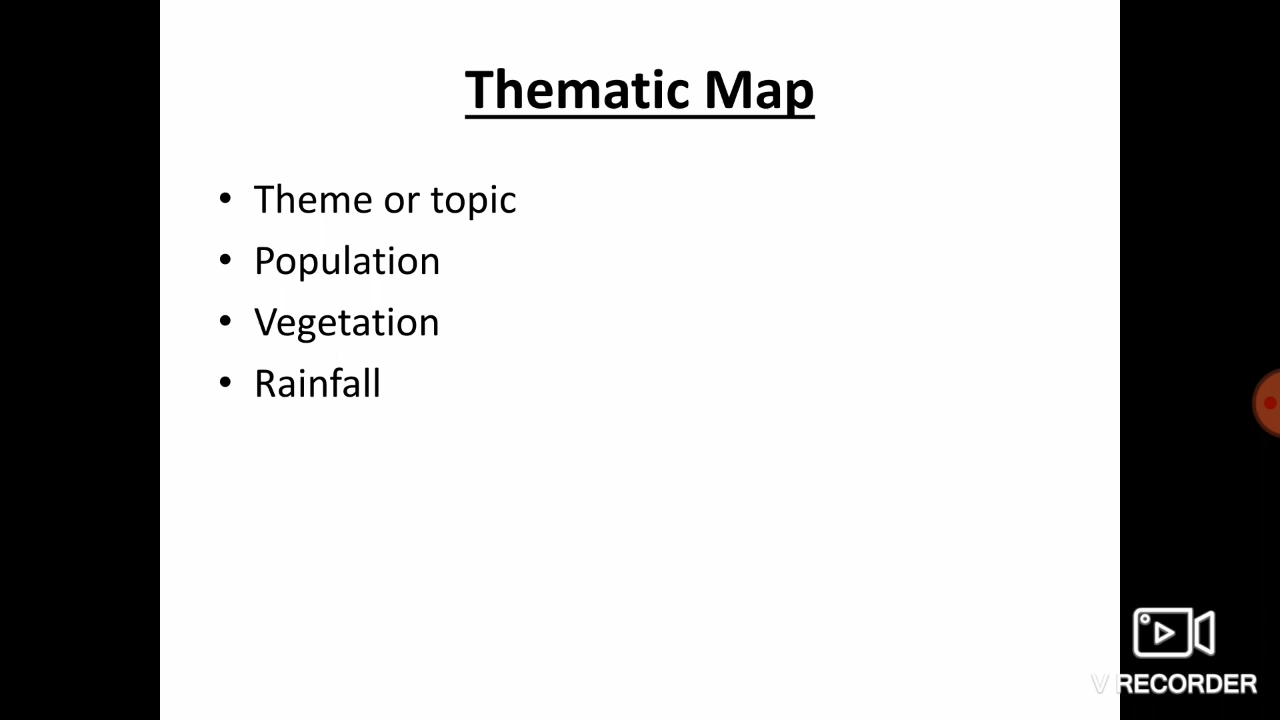 Thematic Map
• Theme or topic
• Population
• Vegetation
• Rainfall
V RECORDER